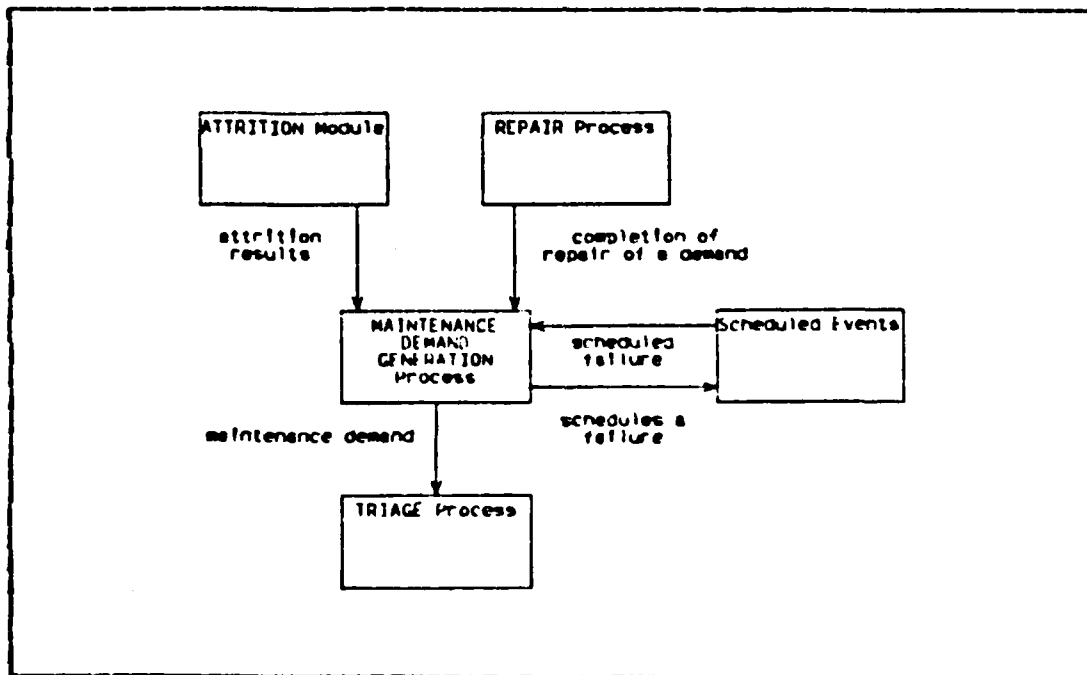 ATTRITION Module
REPAIR Process
attrition
results
completion of
repair of a demand
MAINTENANCE
DEMAND
GENERATION
Process
Scheduled Events
scheduled
failure
schedules a
failure
maintenance demand
TRIAGE Process